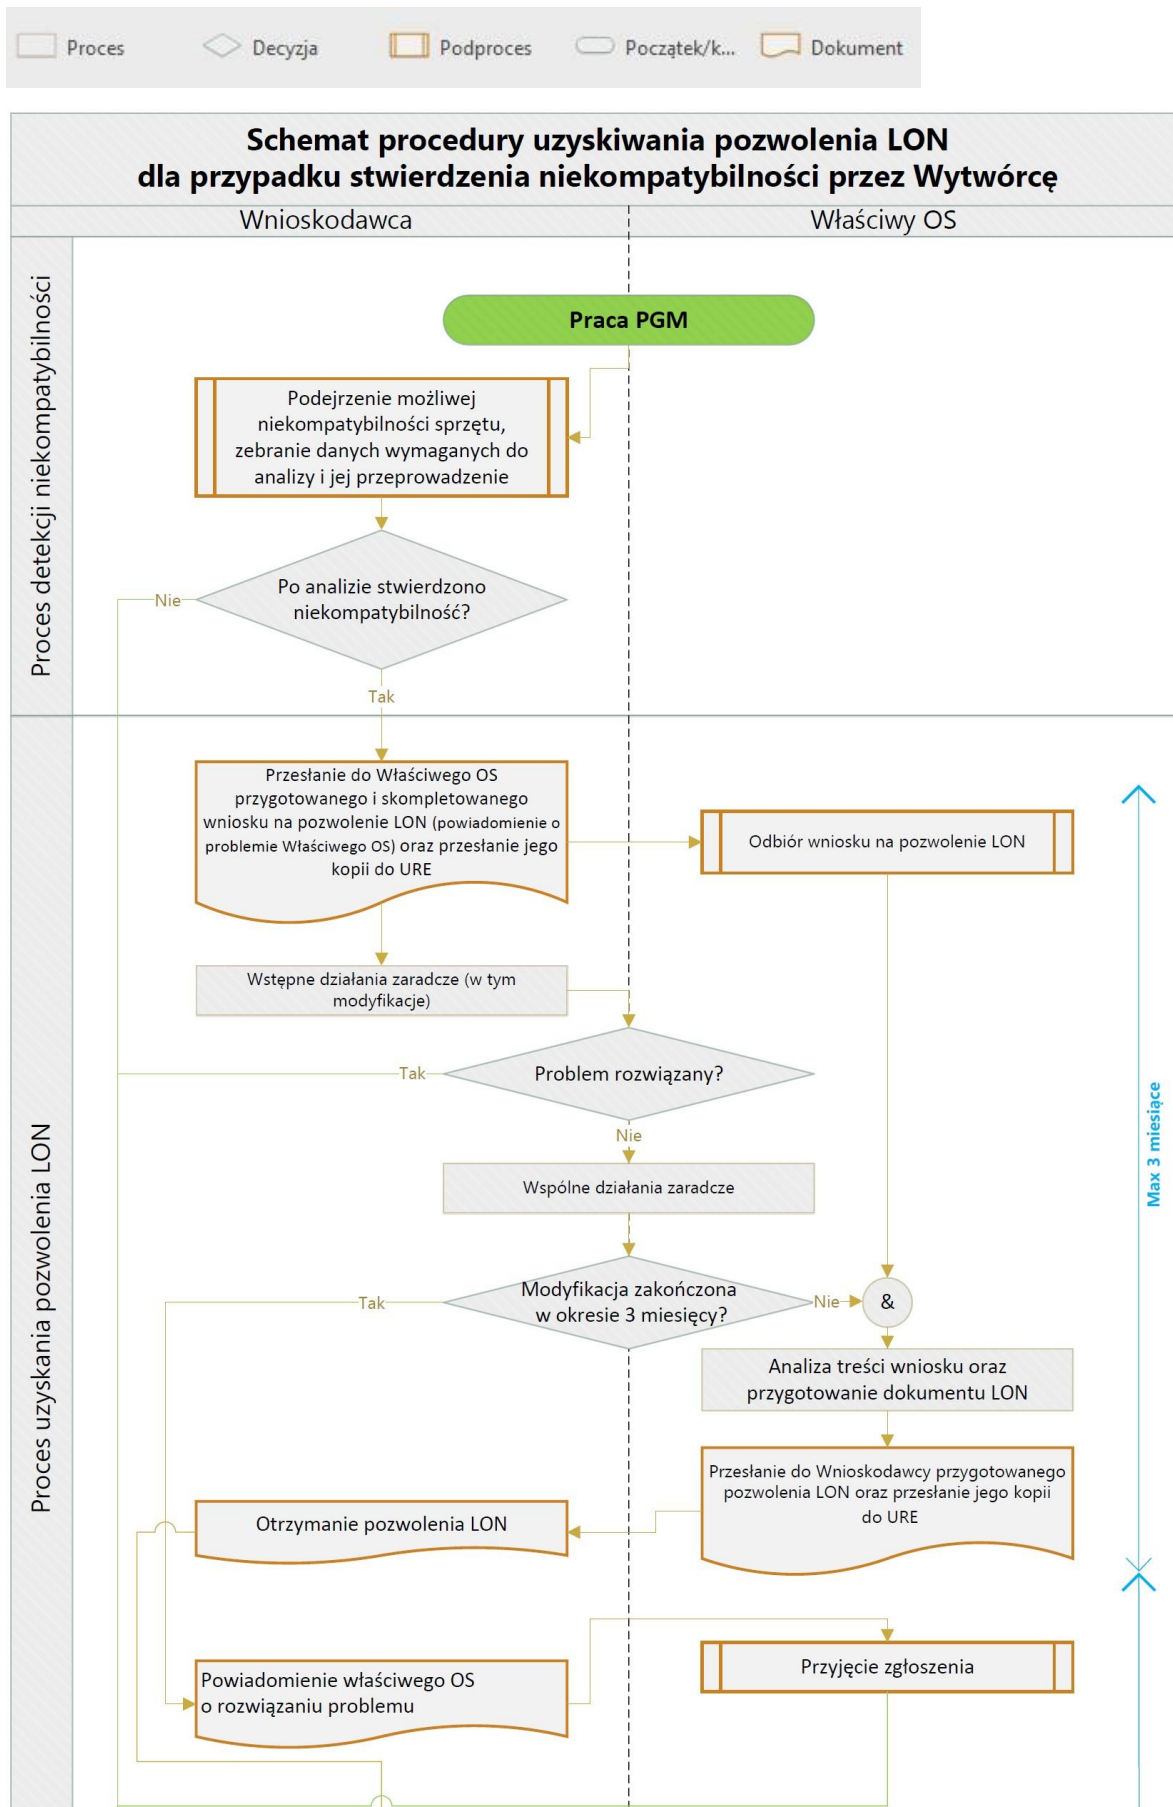 Proces
Decyzja
Podproces
Początek/k...
Dokument
Schemat procedury uzyskiwania pozwolenia LON
dla przypadku stwierdzenia niekompatybilności przez Wytwórcę
Wnioskodawca
Właściwy OS
Proces detekcji niekompatybilności
Praca PGM
Podejrzenie możliwej
niekompatybilności sprzętu,
zebranie danych wymaganych do
analizy i jej przeprowadzenie
Po analizie stwierdzono
niekompatybilność?
Nie
Tak
Proces uzyskania pozwolenia LON
Przesłanie do Właściwego OS
przygotowanego i skompletowanego
wniosku na pozwolenie LON (powiadomienie o
problemie Właściwego OS) oraz przesłanie jego
kopii do URE
Odbiór wniosku na pozwolenie LON
Wstępne działania zaradcze (w tym
modyfikacje)
Problem rozwiązany?
Tak
Nie
Wspólne działania zaradcze
Modyfikacja zakończona
w okresie 3 miesięcy?
Tak
Nie
&
Max 3 miesiące
Analiza treści wniosku oraz
przygotowanie dokumentu LON
Przesłanie do Wnioskodawcy przygotowanego
pozwolenia LON oraz przesłanie jego kopii
do URE
Otrzymanie pozwolenia LON
Powiadomienie właściwego OS
o rozwiązaniu problemu
Przyjęcie zgłoszenia